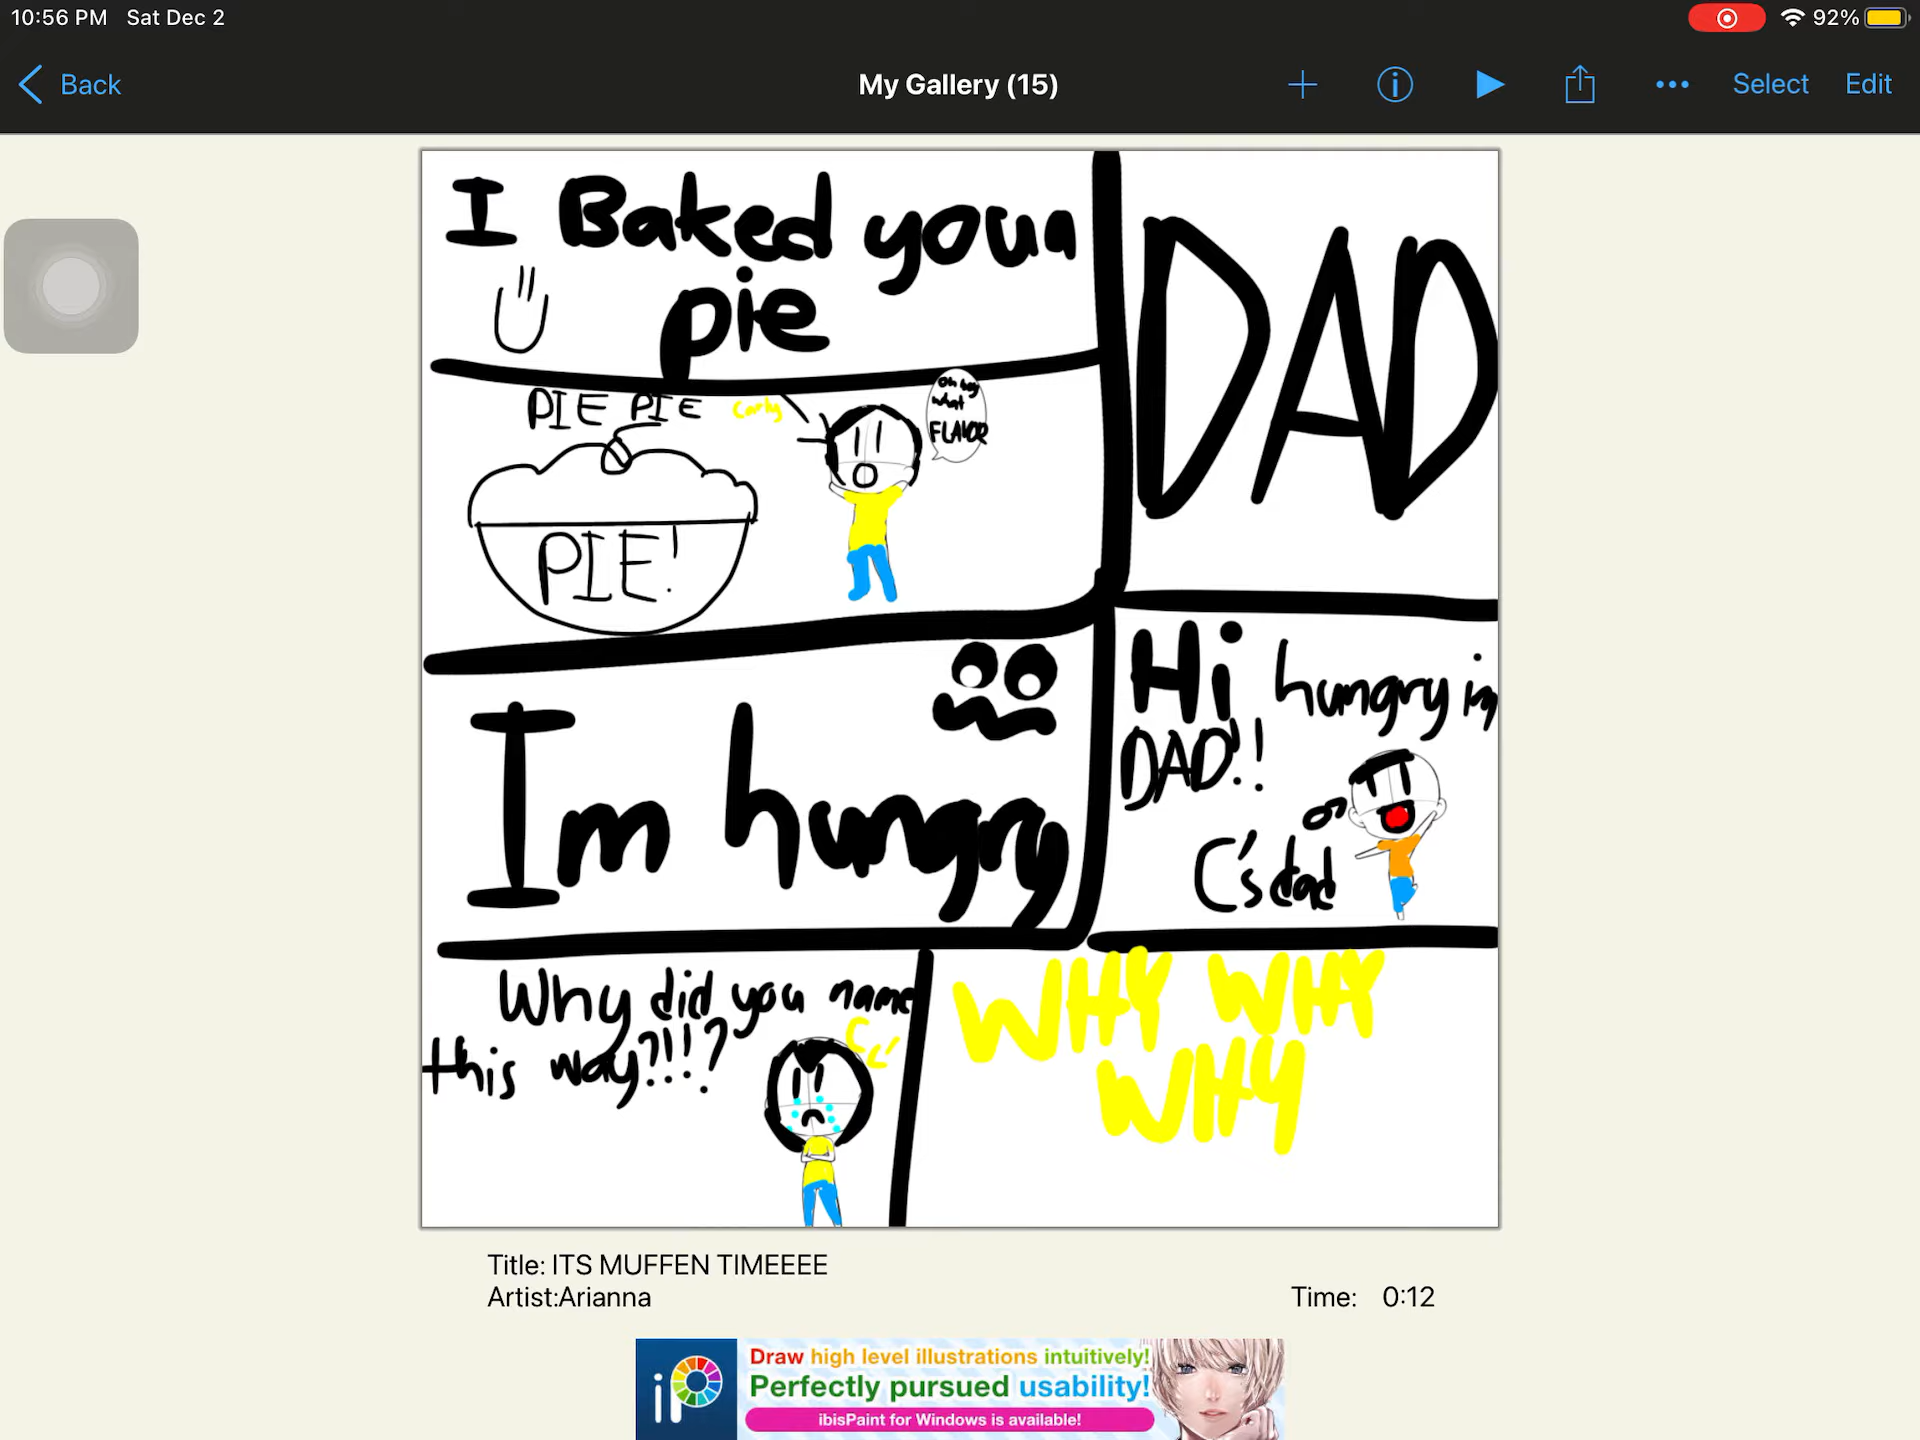 10:56 PM Sat Dec 2
92%
Back
My Gallery (15)
Select
Edit
I Baked you a
pie
DAD
PIE PIE
Oh boy
what
FLAVOR
PIE!
Im hungry
Hi hungry im
DAD!!
C's dad
Why did you name
this way?!!!?
WHY WHY
WHY
Title: ITS MUFFEN TIMEEEE
Artist:Arianna
Time: 0:12
iP
Draw high level illustrations intuitively!
Perfectly pursued usability!
ibisPaint for Windows is available!